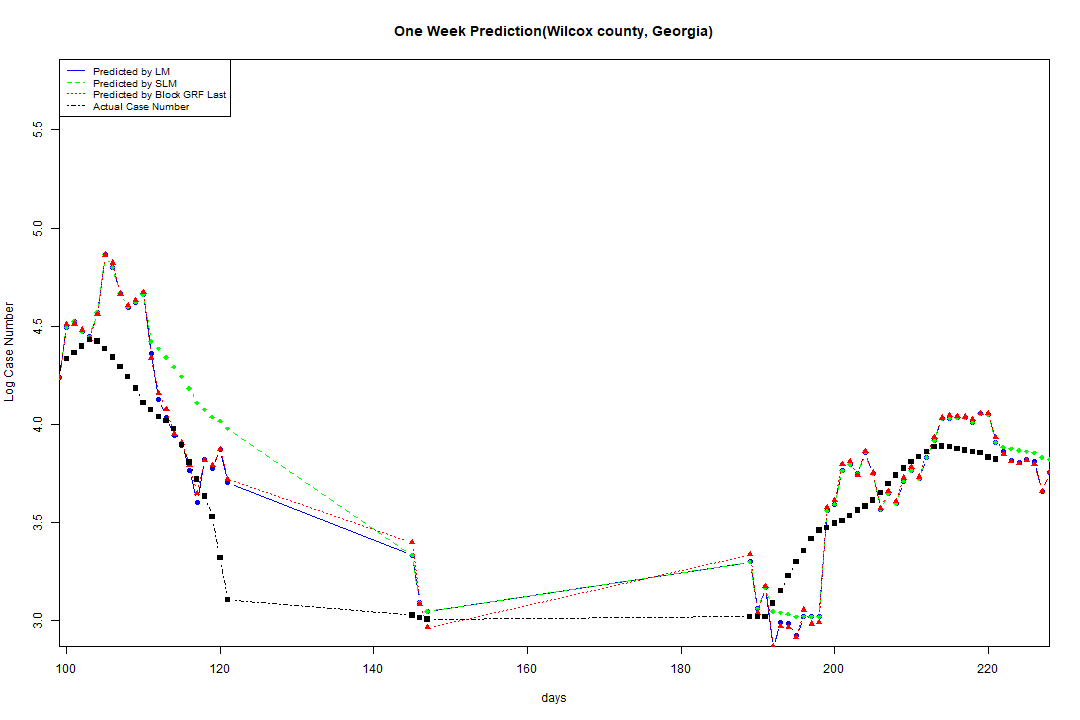 One Week Prediction(Wilcox county, Georgia)
Predicted by LM
Predicted by SLM
Predicted by Block GRF Last
Actual Case Number
Log Case Number
5.5
5.0
4.5
4.0
3.5
3.0
100 120 140 160 180 200 220
days